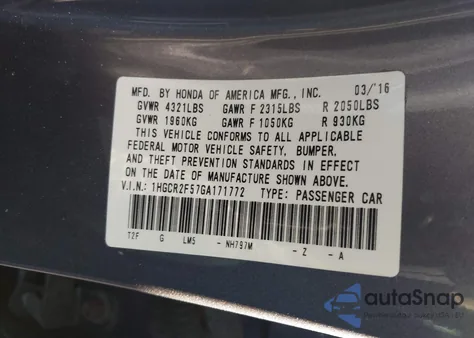 MFD. BY HONDA OF AMERICA MFG., INC. 03/16
GVWR 4321LBS GAWR F 2315LBS R 2050LBS
GVWR 1960KG GAWR F 1050KG R 930KG
THIS VEHICLE CONFORMS TO ALL APPLICABLE
FEDERAL MOTOR VEHICLE SAFETY, BUMPER,
AND THEFT PREVENTION STANDARDS IN EFFECT
ON THE DATE OF MANUFACTURE SHOWN ABOVE.
V.I.N: 1HGCR2F57GA171772 TYPE: PASSENGER CAR
T2F G LM5 - NH797M - Z - A
autoSnap